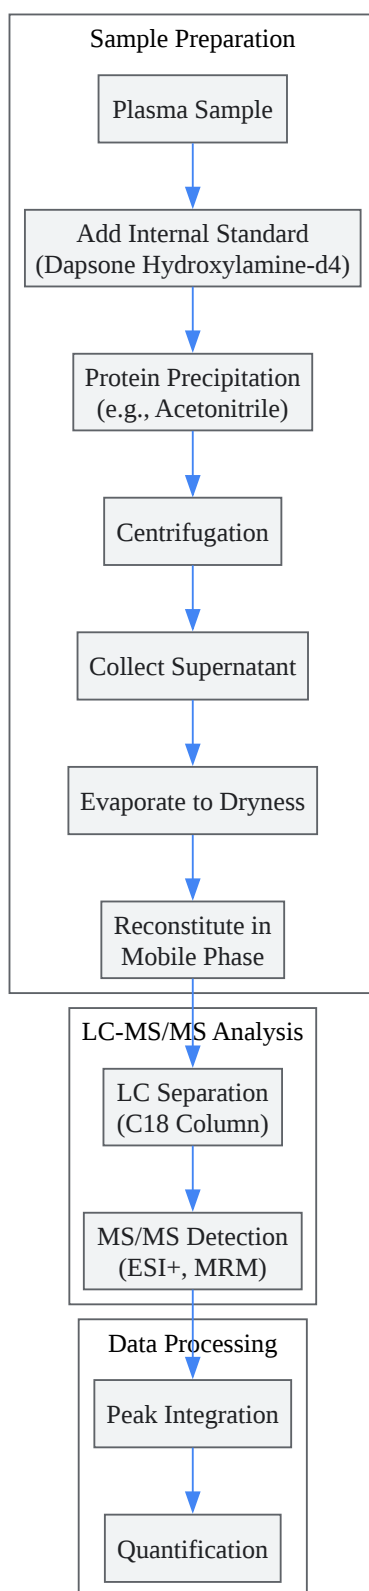 Sample Preparation
Plasma Sample
Add Internal Standard
(Dapsone Hydroxylamine-d4)
Protein Precipitation
(e.g., Acetonitrile)
Centrifugation
Collect Supernatant
Evaporate to Dryness
Reconstitute in
Mobile Phase
LC-MS/MS Analysis
LC Separation
(C18 Column)
MS/MS Detection
(ESI+, MRM)
Data Processing
Peak Integration
Quantification